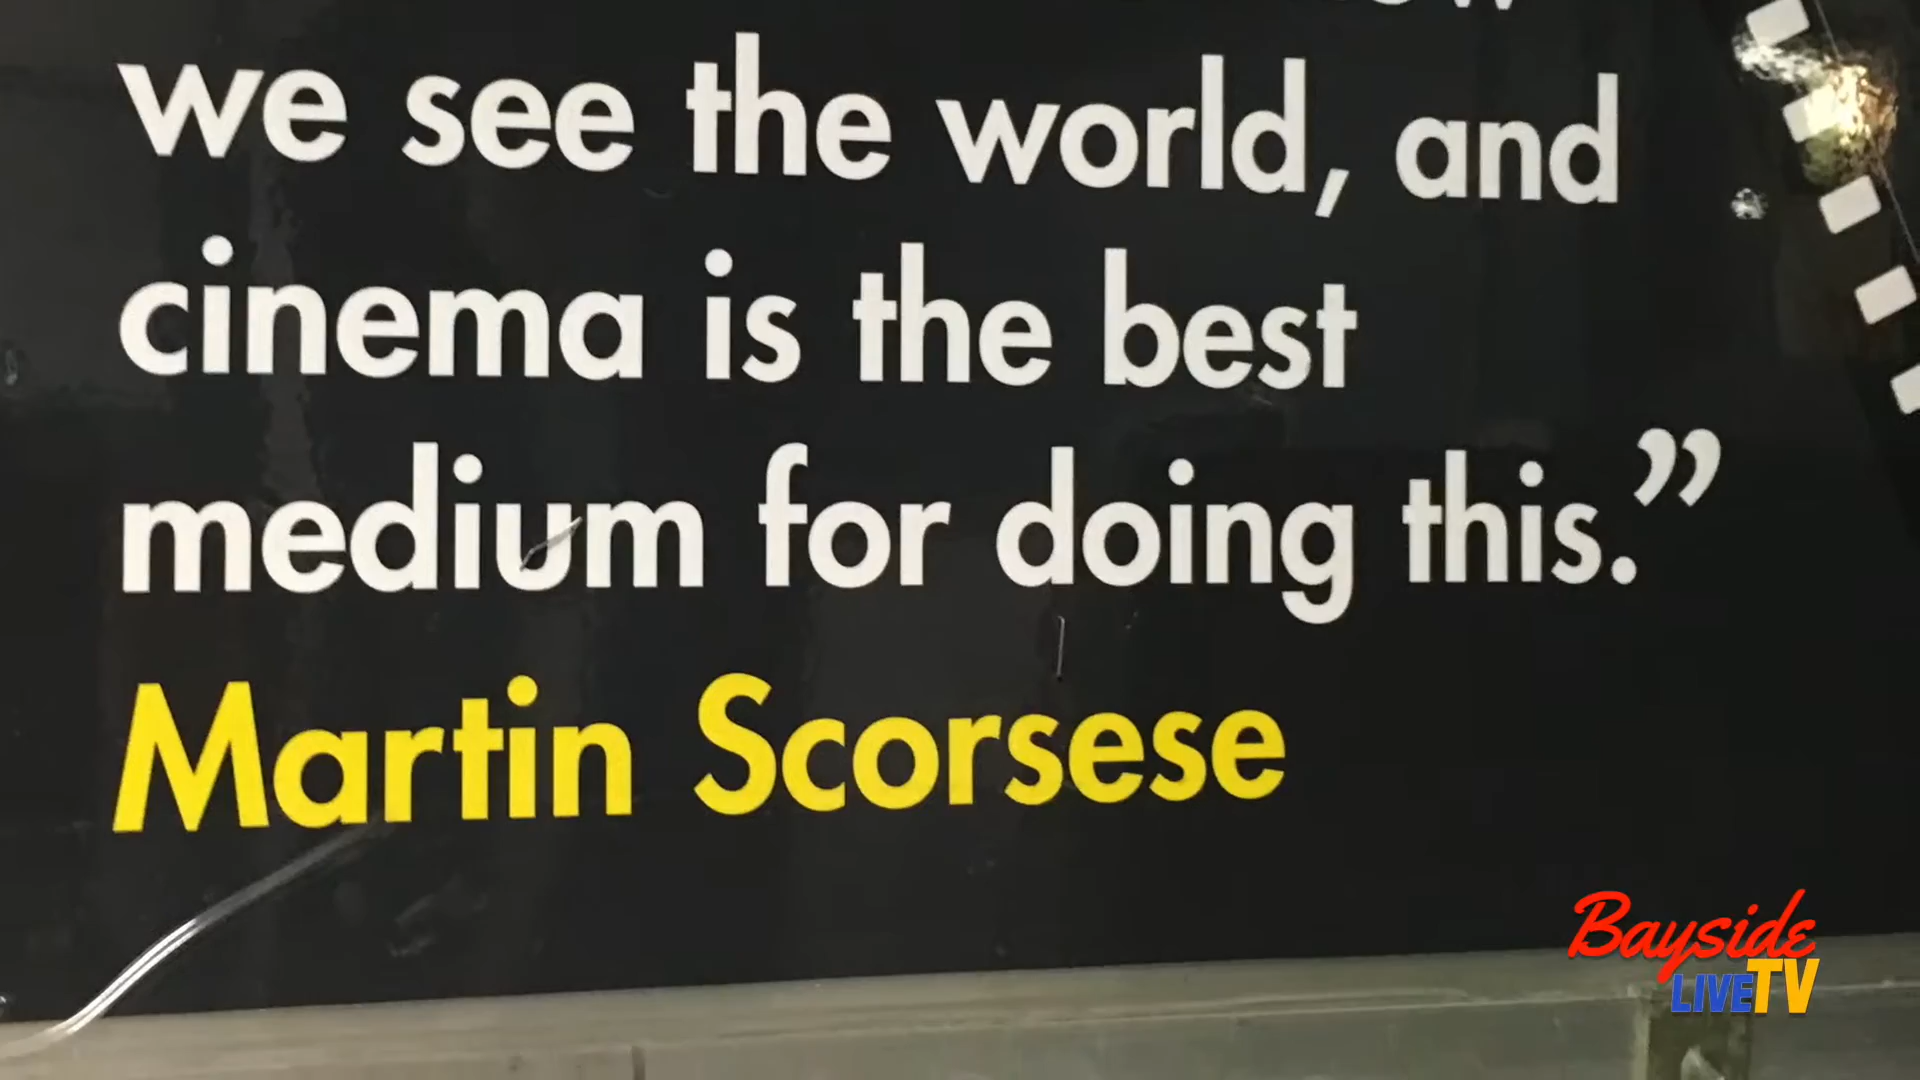 we see the world, and
cinema is the best
medium for doing this.”
Martin Scorsese
Bayside
LIVETV